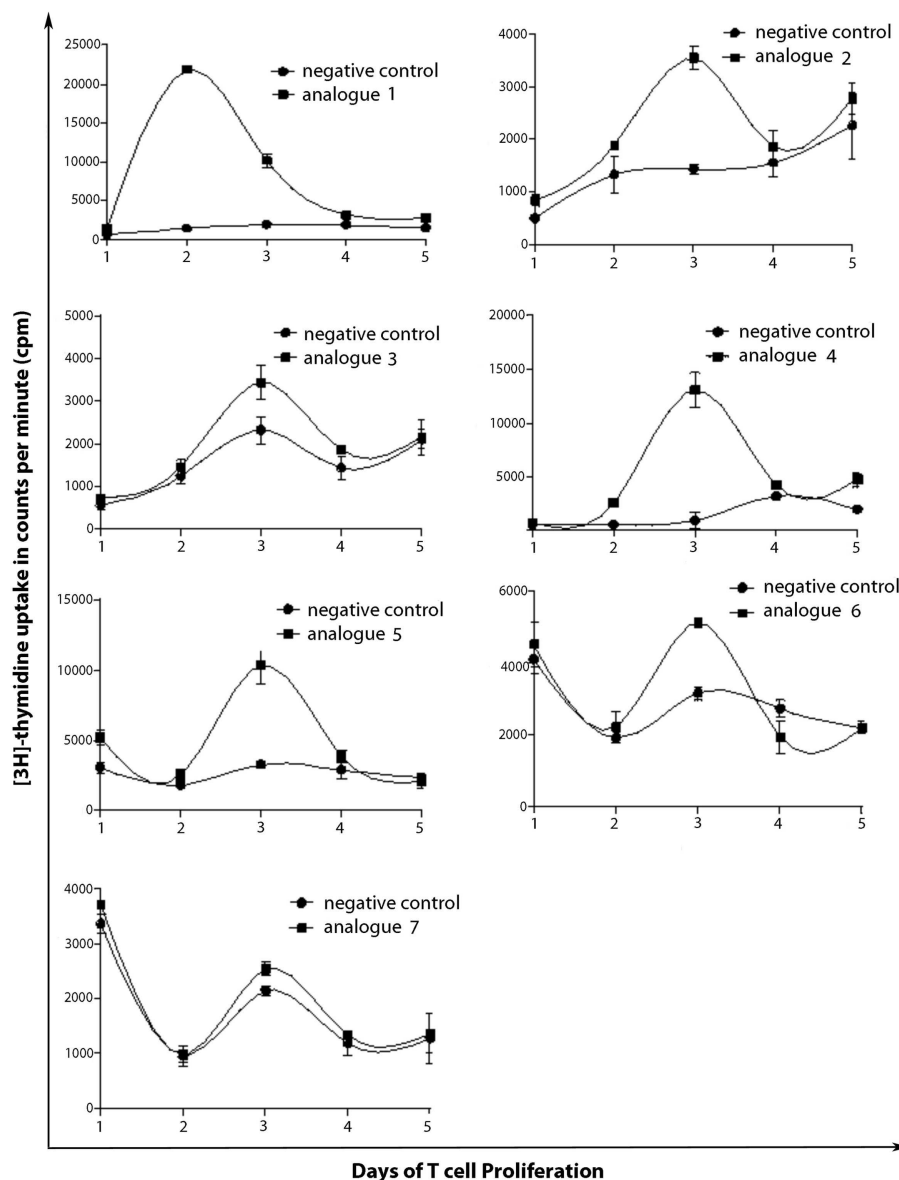 [3H]-thymidine uptake in counts per minute (cpm)
25000
20000
15000
10000
5000
0
1 2 3 4 5
negative control
analogue 1
4000
3000
2000
1000
0
1 2 3 4 5
negative control
analogue 2
5000
4000
3000
2000
1000
0
1 2 3 4 5
negative control
analogue 3
20000
15000
10000
5000
0
1 2 3 4 5
negative control
analogue 4
15000
10000
5000
0
1 2 3 4 5
negative control
analogue 5
6000
4000
2000
0
1 2 3 4 5
negative control
analogue 6
4000
3000
2000
1000
0
1 2 3 4 5
negative control
analogue 7
Days of T cell Proliferation